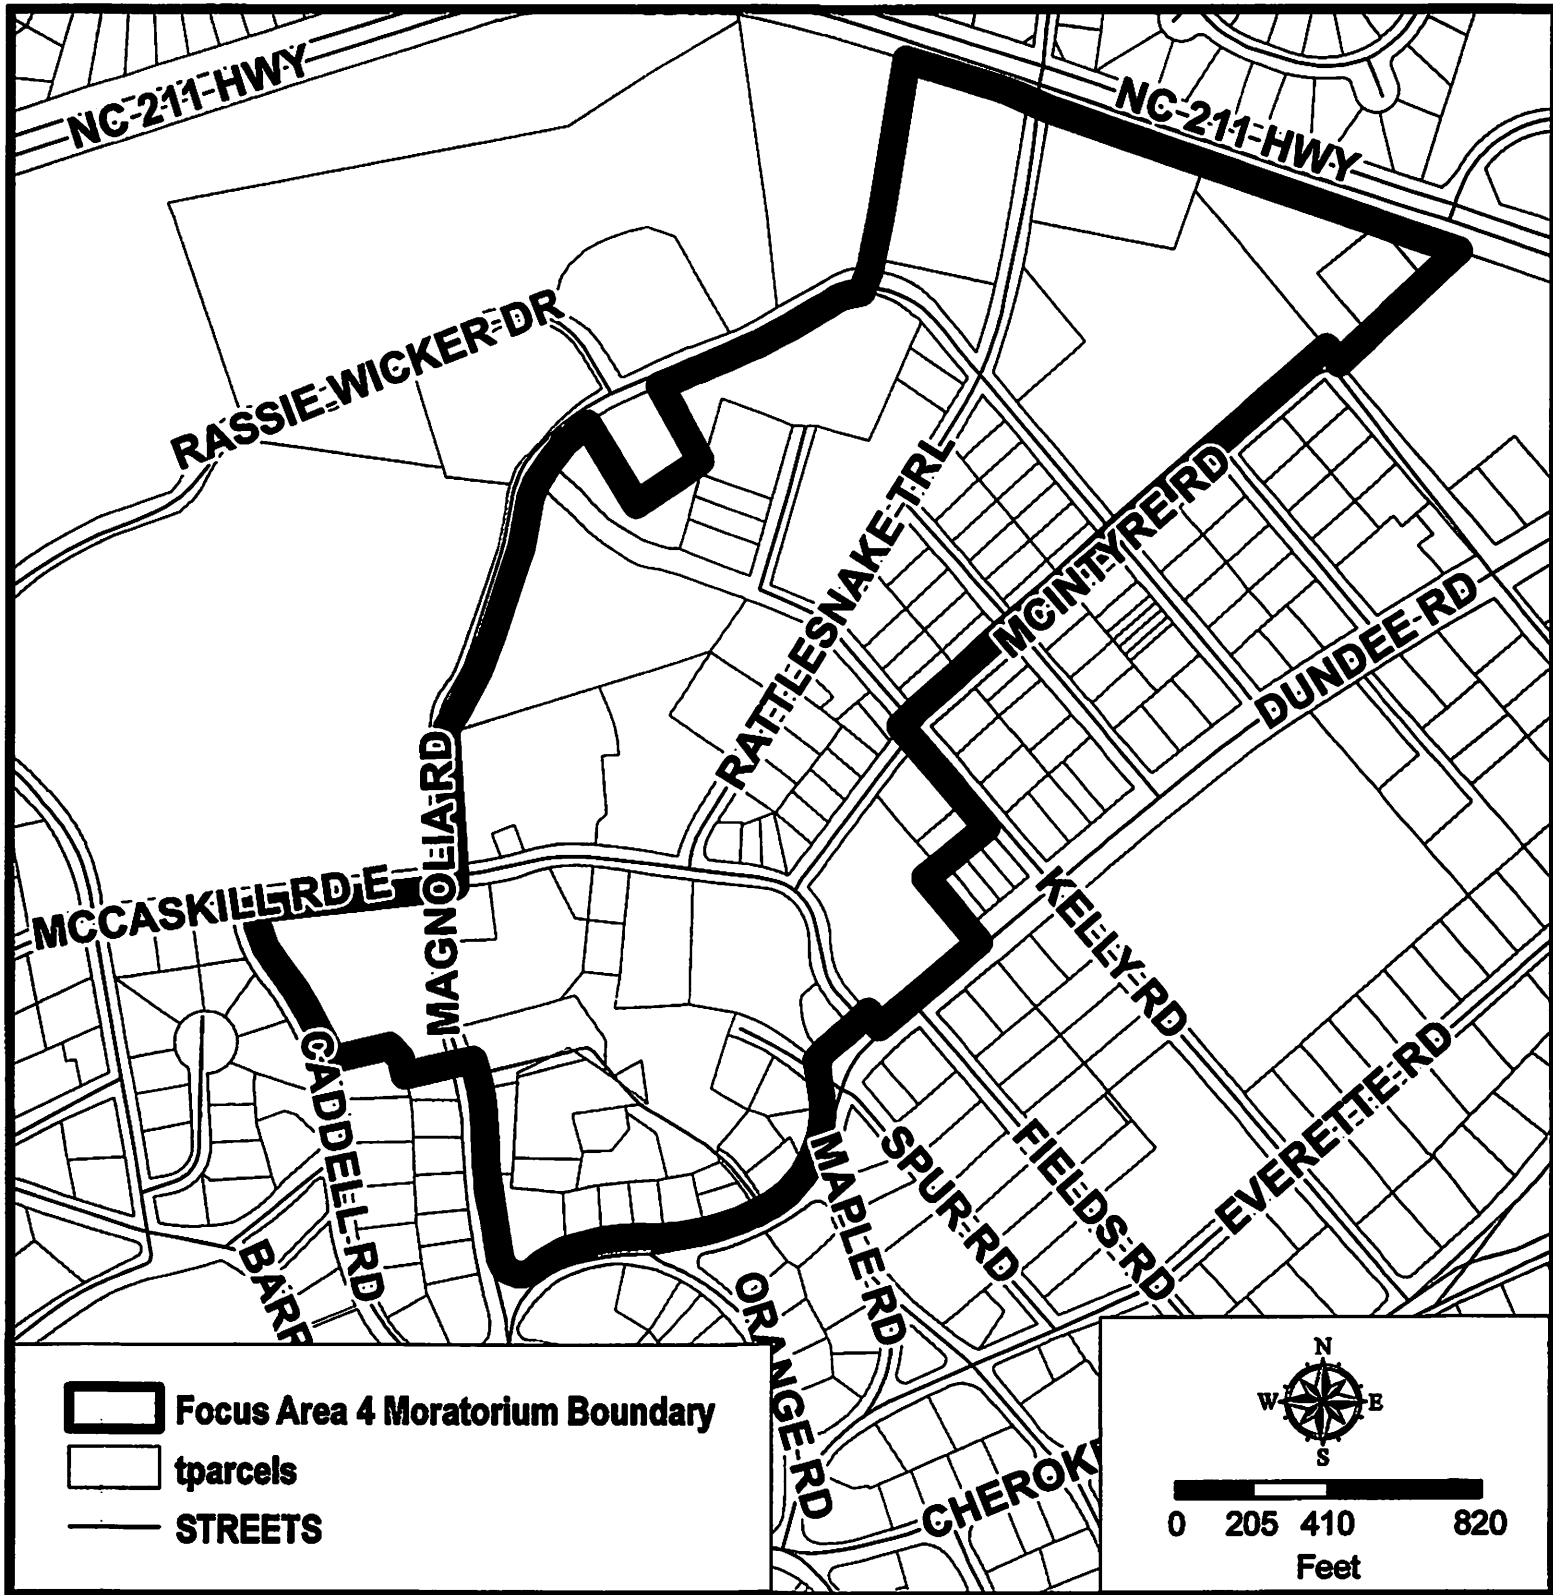 NC 211 HWY
NC 211 HWY
RASSIE WICKER DR
RATTLESNAKE TRL
MCINTYRE RD
DUNDEE RD
MAGNOLIA RD
MCCASKILL RD E
KELLY RD
CADDELL RD
MAPLE RD
SPUR RD
FIELDS RD
EVERETTE RD
BARR
ORANGE RD
CHEROK
Focus Area 4 Moratorium Boundary
tparcels
STREETS
N
W E
S
0 205 410 820
Feet